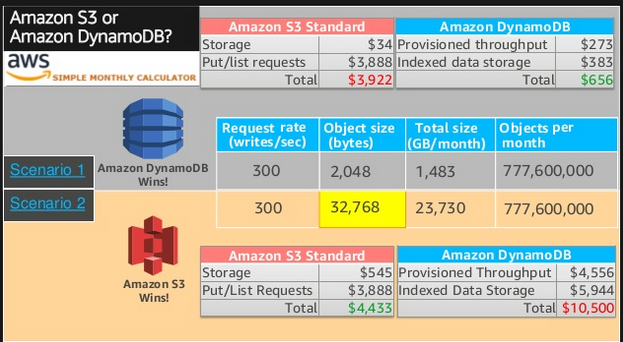 Amazon S3 or
Amazon DynamoDB?
aws
SIMPLE MONTHLY CALCULATOR
Amazon S3 Standard
Storage $34
Put/list requests $3,888
Total $3,922
Amazon DynamoDB
Provisioned throughput $273
Indexed data storage $383
Total $656
Request rate (writes/sec) Object size (bytes) Total size (GB/month) Objects per month
Scenario 1 Amazon DynamoDB Wins! 300 2,048 1,483 777,600,000
Scenario 2 300 32,768 23,730 777,600,000
Amazon S3
Wins!
Amazon S3 Standard
Storage $545
Put/List Requests $3,888
Total $4,433
Amazon DynamoDB
Provisioned Throughput $4,556
Indexed Data Storage $5,944
Total $10,500